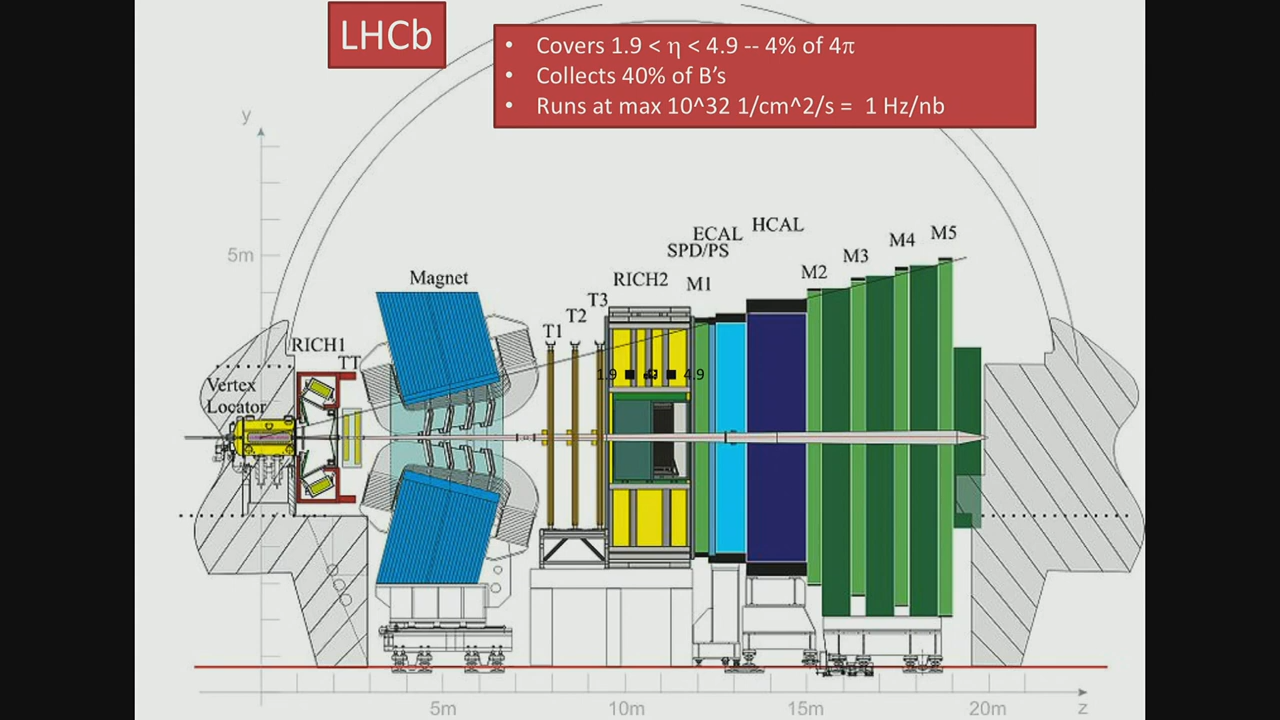 LHCb
• Covers 1.9 < η < 4.9 -- 4% of 4π
• Collects 40% of B’s
• Runs at max 10^32 1/cm^2/s = 1 Hz/nb
y
5m
Magnet
RICH1
TT
Vertex
Locator
T1
T2
T3
RICH2
M1
SPD/PS
ECAL
HCAL
M2
M3
M4
M5
1.9
4.9
5m
10m
15m
20m
z